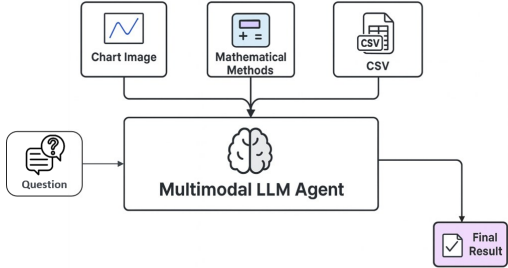 Chart Image
Mathematical
Methods
CSV
CSV
Question
Multimodal LLM Agent
Final
Result